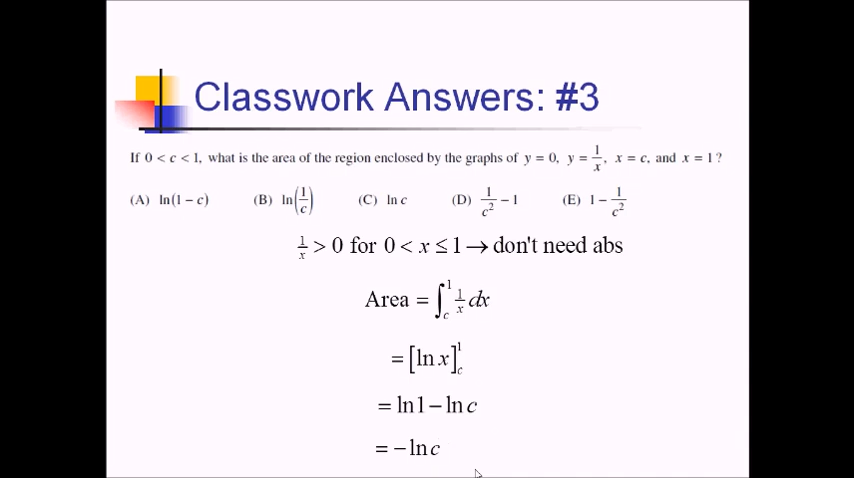 Classwork Answers: #3
If 0 < c < 1, what is the area of the region enclosed by the graphs of y = 0, y = 1/x, x = c, and x = 1 ?
(A) ln(1 − c) (B) ln(1/c) (C) ln c (D) 1/c² − 1 (E) 1 − 1/c²
1/x > 0 for 0 < x ≤ 1 → don't need abs
Area = ∫_c^1 1/x dx
= [ln x]_c^1
= ln1 − ln c
= − ln c